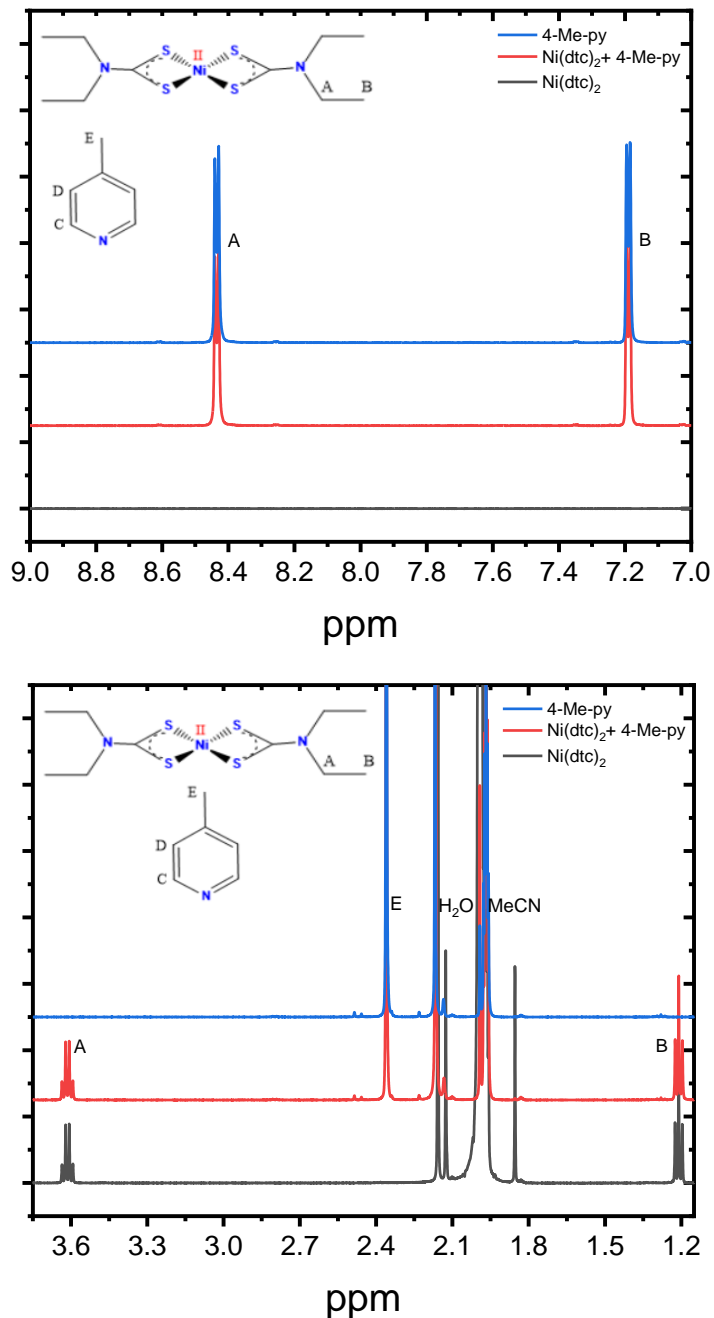 S II S
N Ni N
S S
A B
E
D
C
N
4-Me-py
Ni(dtc)₂+ 4-Me-py
Ni(dtc)₂
A
B
9.0 8.8 8.6 8.4 8.2 8.0 7.8 7.6 7.4 7.2 7.0
ppm
S II S
N Ni N
S S
A B
E
D
C
N
4-Me-py
Ni(dtc)₂+ 4-Me-py
Ni(dtc)₂
E H₂O MeCN
A B
3.6 3.3 3.0 2.7 2.4 2.1 1.8 1.5 1.2
ppm